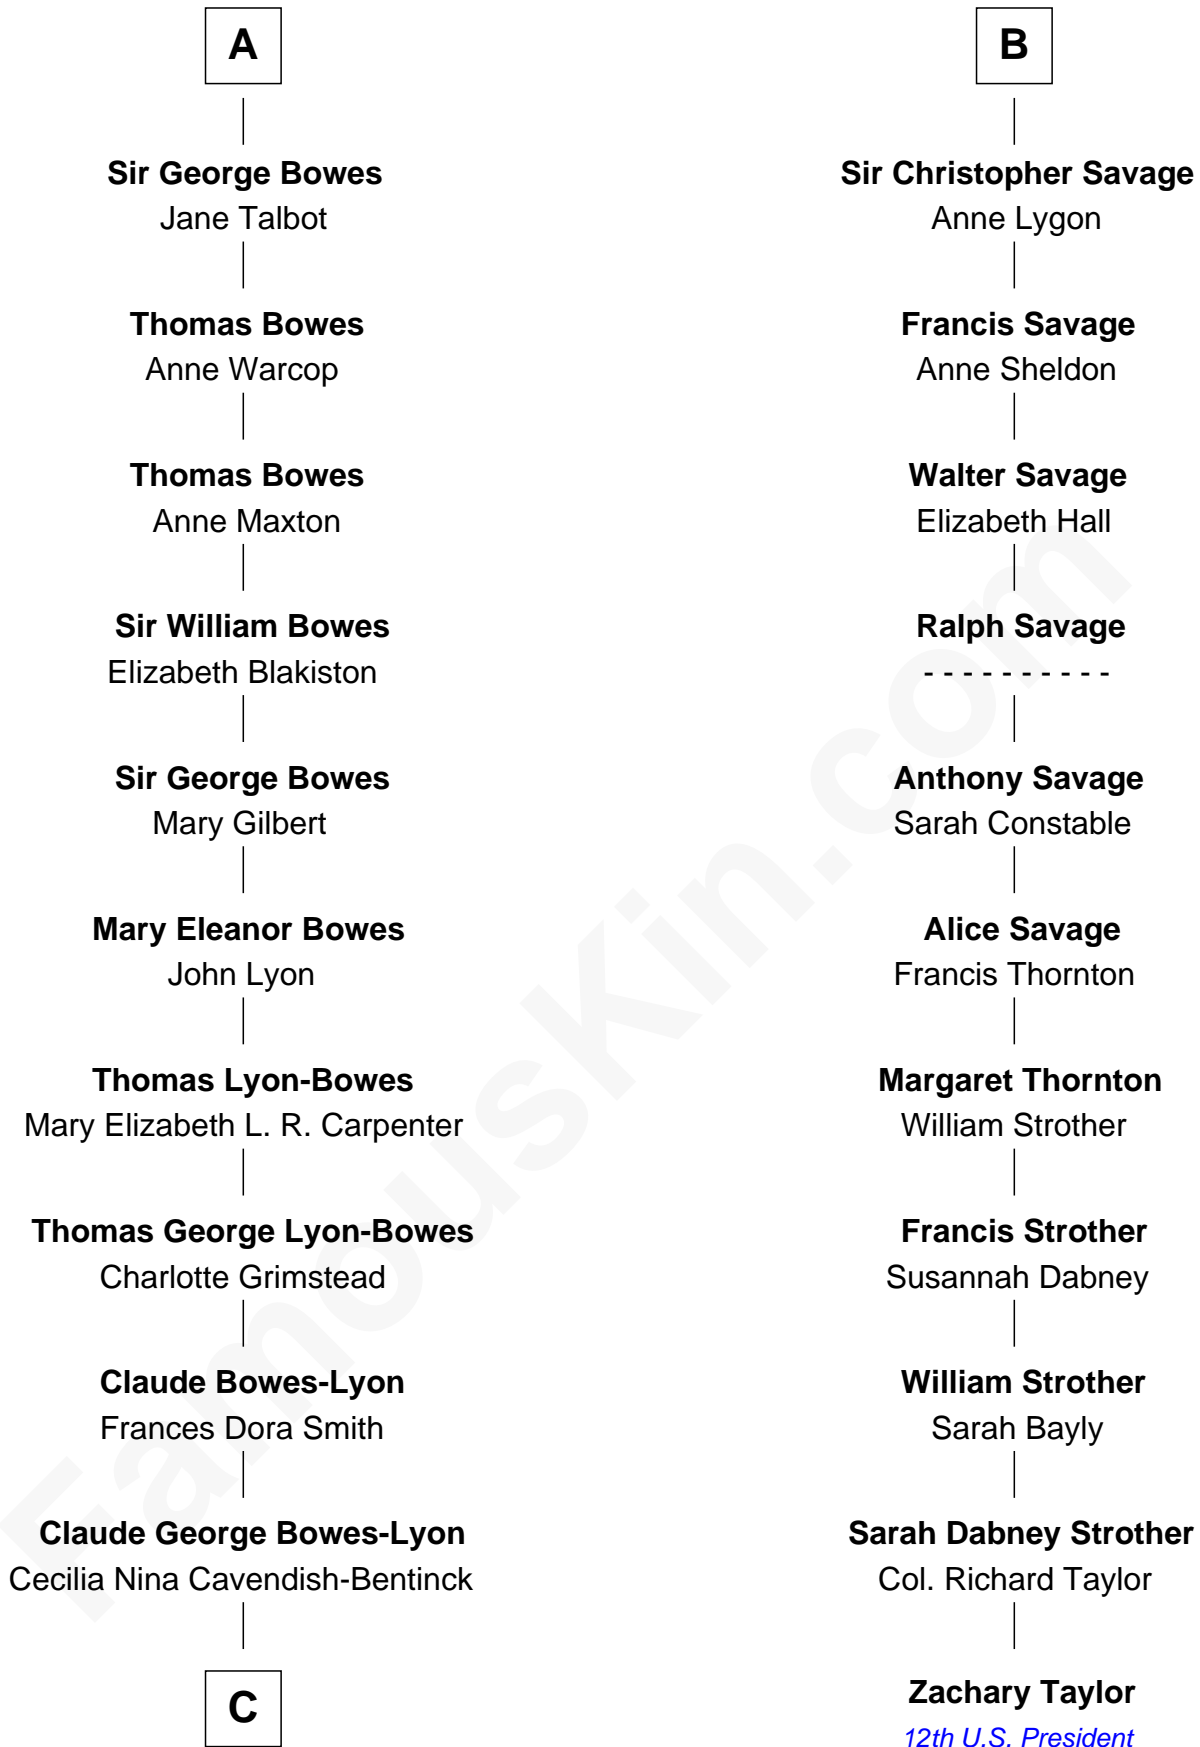 A
Sir George Bowes
Jane Talbot
Thomas Bowes
Anne Warcop
Thomas Bowes
Anne Maxton
Sir William Bowes
Elizabeth Blakiston
Sir George Bowes
Mary Gilbert
Mary Eleanor Bowes
John Lyon
Thomas Lyon-Bowes
Mary Elizabeth L. R. Carpenter
Thomas George Lyon-Bowes
Charlotte Grimstead
Claude Bowes-Lyon
Frances Dora Smith
Claude George Bowes-Lyon
Cecilia Nina Cavendish-Bentinck
C
B
Sir Christopher Savage
Anne Lygon
Francis Savage
Anne Sheldon
Walter Savage
Elizabeth Hall
Ralph Savage
- - - - - - - - - -
Anthony Savage
Sarah Constable
Alice Savage
Francis Thornton
Margaret Thornton
William Strother
Francis Strother
Susannah Dabney
William Strother
Sarah Bayly
Sarah Dabney Strother
Col. Richard Taylor
Zachary Taylor
12th U.S. President
FamousKin.com